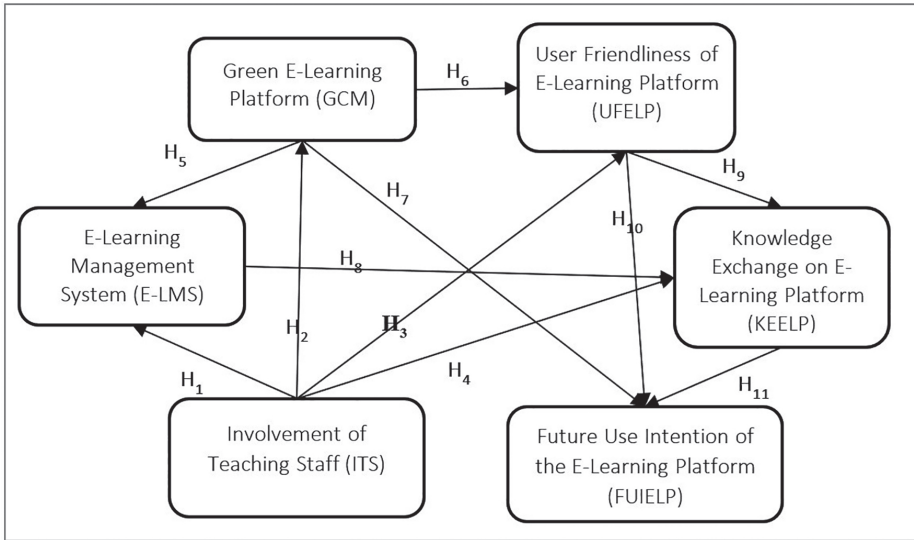 Green E-Learning
Platform (GCM)
H6
User Friendliness of
E-Learning Platform
(UFELP)
H5
H7
H9
H10
E-Learning
Management
System (E-LMS)
H8
Knowledge
Exchange on E-
Learning Platform
(KEELP)
H2
H3
H4
H1
H11
Involvement of
Teaching Staff (ITS)
Future Use Intention of
the E-Learning Platform
(FUIELP)